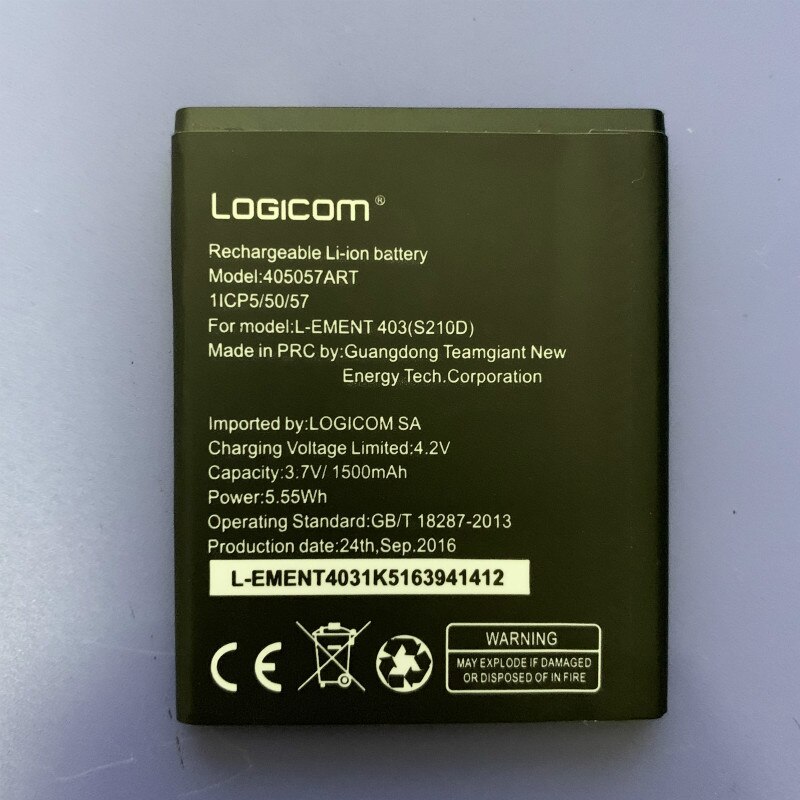 LOGICOM®
Rechargeable Li-ion battery
Model:405057ART
1ICP5/50/57
For model:L-EMENT 403(S210D)
Made in PRC by:Guangdong Teamgiant New
Energy Tech.Corporation
Imported by:LOGICOM SA
Charging Voltage Limited:4.2V
Capacity:3.7V/ 1500mAh
Power:5.55Wh
Operating Standard:GB/T 18287-2013
Production date:24th,Sep.2016
L-EMENT4031K5163941412
CE
WARNING
MAY EXPLODE IF DAMAGED
OR DISPOSED OF IN FIRE